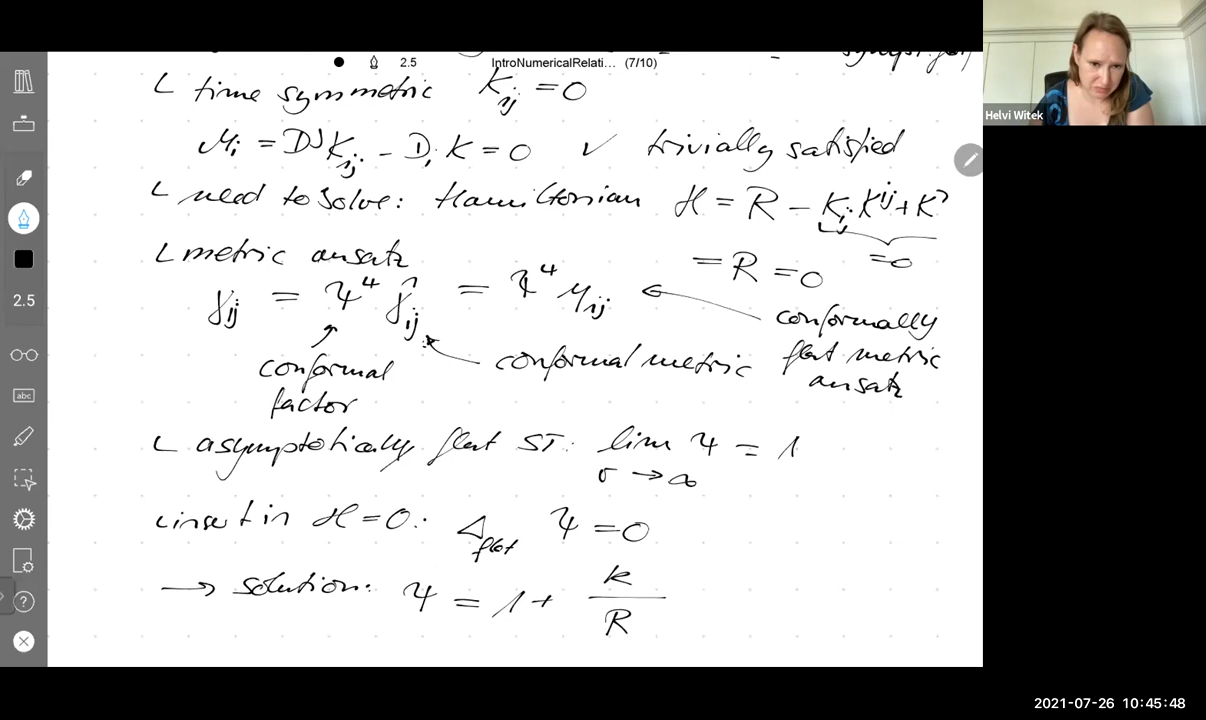 2.5 IntroNumericalRelati... (7/10)
∟ time symmetric K_ij = 0
M_i = D^j K_ij - D_i K = 0 ✓ trivially satisfied
∟ need to solve: Hamiltonian H = R - K_ij K^ij + K²
= 0
= R = 0
∟ metric ansatz
γ_ij = Ψ⁴ γ̂_ij = Ψ⁴ η_ij
conformally flat metric ansatz
conformal factor
conformal metric
∟ asymptotically flat ST: lim Ψ = 1
r → ∞
∟ insert in H = 0: Δ_flat Ψ = 0
→ solution: Ψ = 1 + k/R
2.5
abc
Helvi Witek
2021-07-26 10:45:48